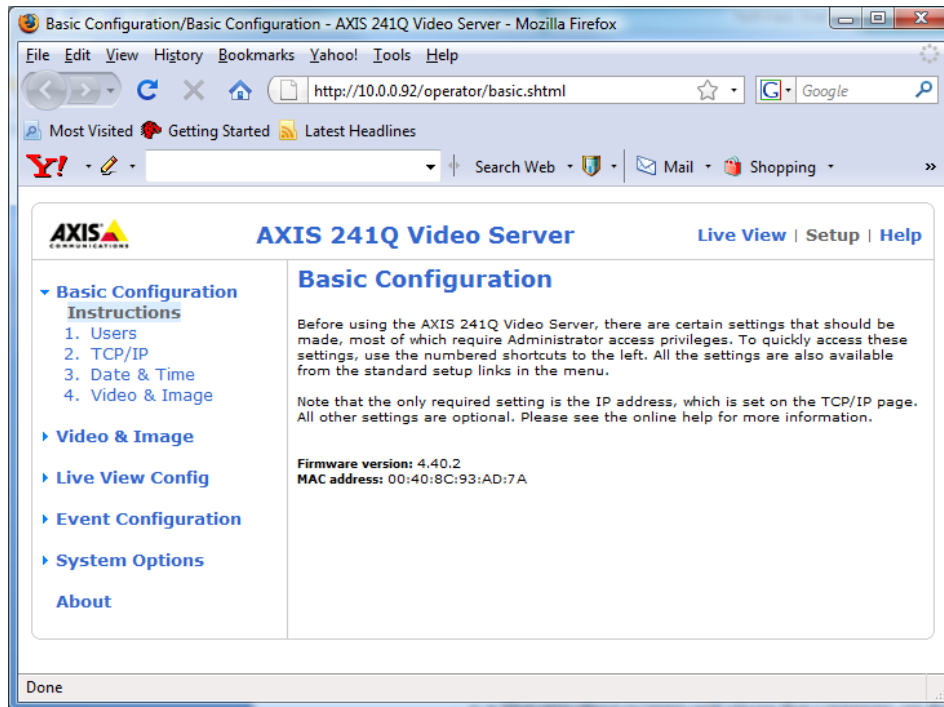 Basic Configuration/Basic Configuration - AXIS 241Q Video Server - Mozilla Firefox
File Edit View History Bookmarks Yahoo! Tools Help
http://10.0.0.92/operator/basic.shtml G Google
Most Visited Getting Started Latest Headlines
Y! Search Web Mail Shopping »
AXIS COMMUNICATIONS
AXIS 241Q Video Server
Live View | Setup | Help
Basic Configuration
Instructions
1. Users
2. TCP/IP
3. Date & Time
4. Video & Image
Video & Image
Live View Config
Event Configuration
System Options
About
Basic Configuration
Before using the AXIS 241Q Video Server, there are certain settings that should be
made, most of which require Administrator access privileges. To quickly access these
settings, use the numbered shortcuts to the left. All the settings are also available
from the standard setup links in the menu.
Note that the only required setting is the IP address, which is set on the TCP/IP page.
All other settings are optional. Please see the online help for more information.
Firmware version: 4.40.2
MAC address: 00:40:8C:93:AD:7A
Done